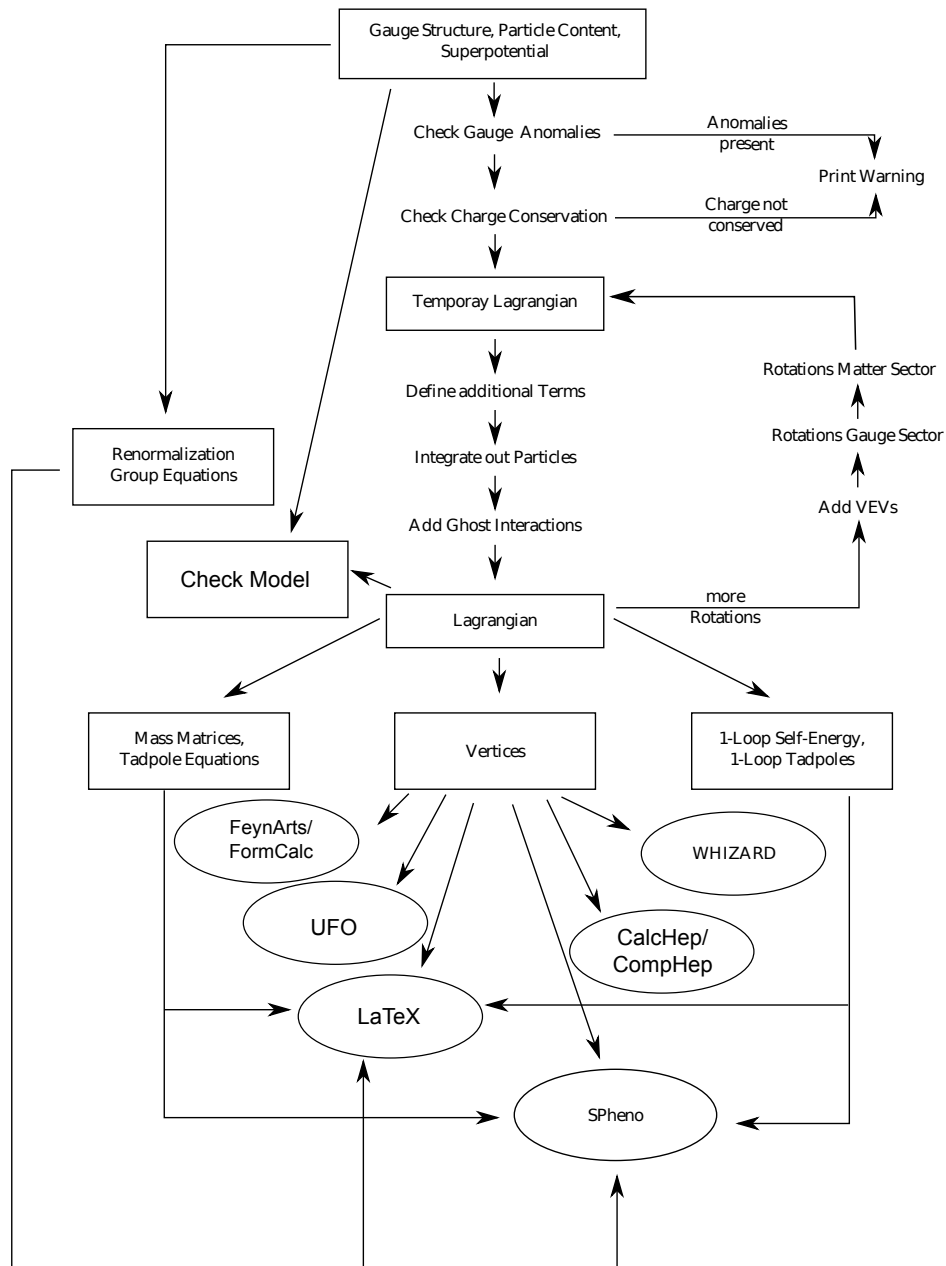 Gauge Structure, Particle Content,
Superpotential
Check Gauge Anomalies
Anomalies
present
Print Warning
Check Charge Conservation
Charge not
conserved
Temporay Lagrangian
Rotations Matter Sector
Define additional Terms
Rotations Gauge Sector
Renormalization
Group Equations
Integrate out Particles
Add VEVs
Add Ghost Interactions
Check Model
more
Rotations
Lagrangian
Mass Matrices,
Tadpole Equations
Vertices
1-Loop Self-Energy,
1-Loop Tadpoles
FeynArts/
FormCalc
WHIZARD
UFO
CalcHep/
CompHep
LaTeX
SPheno